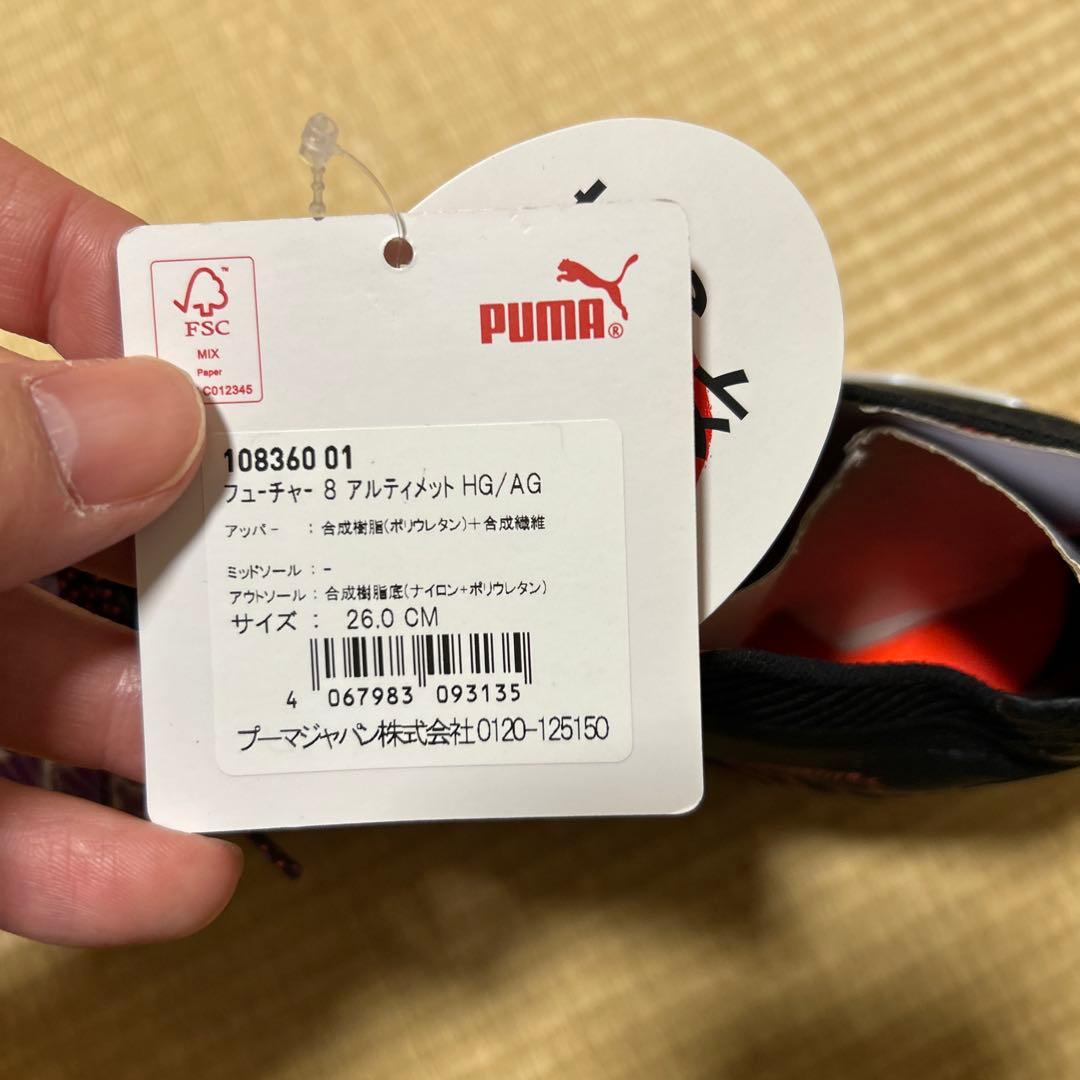 FSC
MIX
Paper
C012345
PUMA®
108360 01
フューチャー 8 アルティメット HG/AG
アッパー : 合成樹脂(ポリウレタン)+合成繊維
ミッドソール : -
アウトソール : 合成樹脂底(ナイロン+ポリウレタン)
サイズ : 26.0 CM
4 067983 093135
プーマジャパン株式会社0120-125150